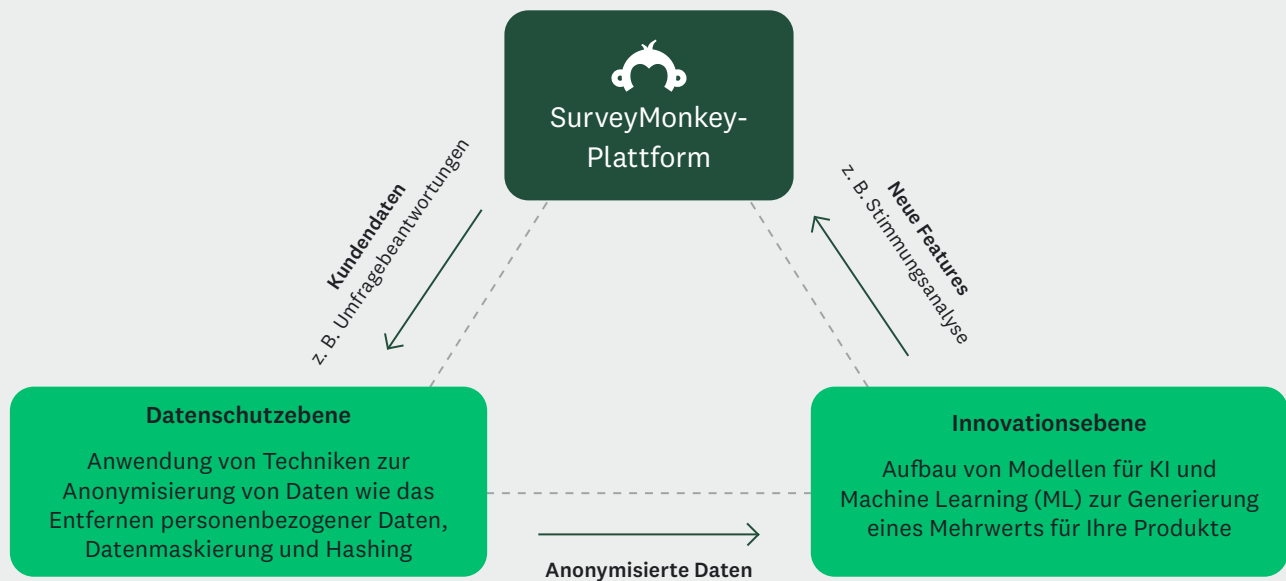 SurveyMonkey-
Plattform
Kundendaten
z. B. Umfragebeantwortungen
Neue Features
z. B. Stimmungsanalyse
Datenschutzebene
Anwendung von Techniken zur
Anonymisierung von Daten wie das
Entfernen personenbezogener Daten,
Datenmaskierung und Hashing
Anonymisierte Daten
Innovationsebene
Aufbau von Modellen für KI und
Machine Learning (ML) zur Generierung
eines Mehrwerts für Ihre Produkte